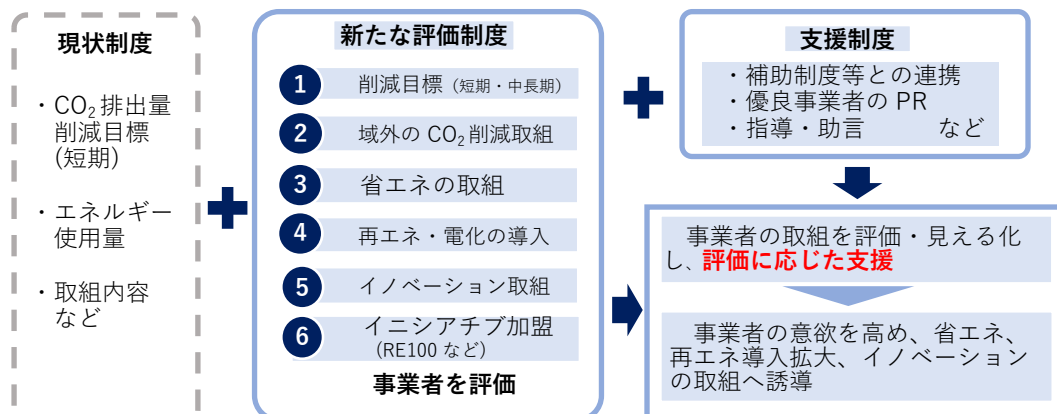 現状制度
・CO₂排出量
削減目標
(短期)
・エネルギー
使用量
・取組内容
など
新たな評価制度
1 削減目標（短期・中長期）
2 域外の CO₂削減取組
3 省エネの取組
4 再エネ・電化の導入
5 イノベーション取組
6 イニシアチブ加盟
(RE100 など)
事業者を評価
支援制度
・補助制度等との連携
・優良事業者の PR
・指導・助言 など
事業者の取組を評価・見える化
し、評価に応じた支援
事業者の意欲を高め、省エネ、
再エネ導入拡大、イノベーション
の取組へ誘導